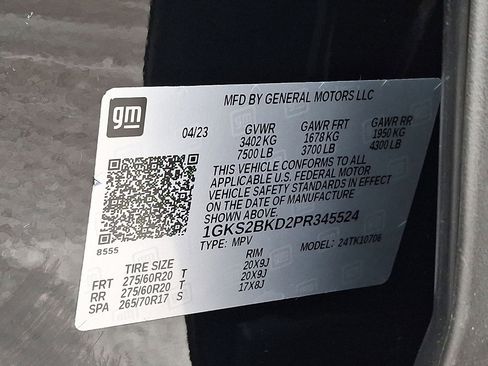 MFD BY GENERAL MOTORS LLC
gm
04/23 GVWR GAWR FRT GAWR RR
3402 KG 1678 KG 1950 KG
7500 LB 3700 LB 4300 LB
THIS VEHICLE CONFORMS TO ALL
APPLICABLE U.S. FEDERAL MOTOR
VEHICLE SAFETY STANDARDS IN EFFECT
ON THE DATE OF MANUFACTURE
SHOWN ABOVE.
1GKS2BKD2PR345524
8555
TYPE: MPV MODEL: 24TK10706
TIRE SIZE RIM
FRT 275/60R20 T 20X9J
RR 275/60R20 T 20X9J
SPA 265/70R17 S 17X8J